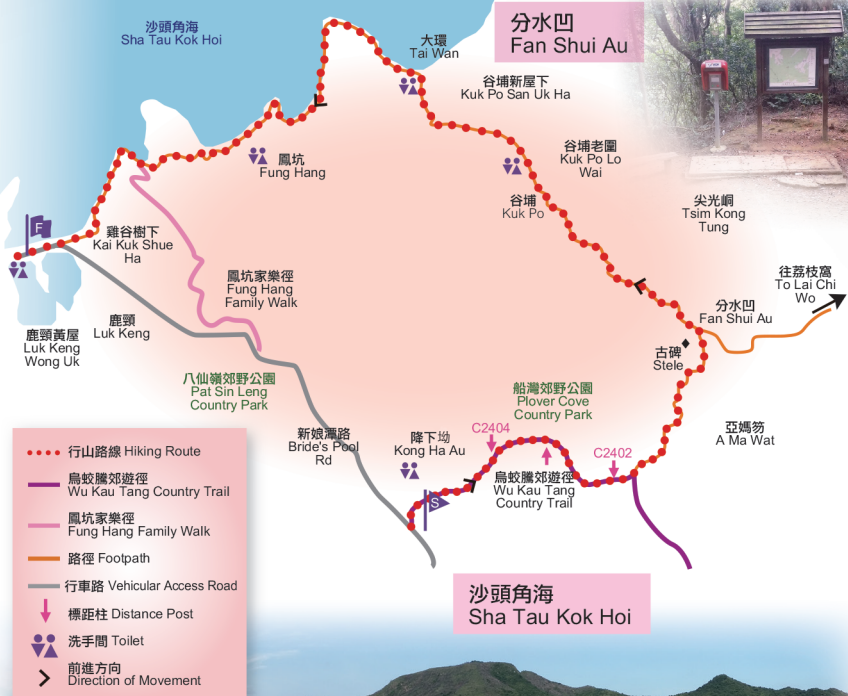 沙頭角海
Sha Tau Kok Hoi
分水凹
Fan Shui Au
大環
Tai Wan
谷埔新屋下
Kuk Po San Uk Ha
谷埔老圍
Kuk Po Lo
Wai
鳳坑
Fung Hang
谷埔
Kuk Po
尖光峒
Tsim Kong
Tung
F
雞谷樹下
Kai Kuk Shue
Ha
鳳坑家樂徑
Fung Hang
Family Walk
往荔枝窩
To Lai Chi
Wo
分水凹
Fan Shui Au
鹿頸黃屋
Luk Keng
Wong Uk
鹿頸
Luk Keng
古碑
Stele
八仙嶺郊野公園
Pat Sin Leng
Country Park
船灣郊野公園
Plover Cove
Country Park
新娘潭路
Bride's Pool
Rd
降下坳
Kong Ha Au
C2404
C2402
亞媽笏
A Ma Wat
烏蛟騰郊遊徑
Wu Kau Tang
Country Trail
S
行山路線 Hiking Route
烏蛟騰郊遊徑
Wu Kau Tang Country Trail
鳳坑家樂徑
Fung Hang Family Walk
路徑 Footpath
行車路 Vehicular Access Road
標距柱 Distance Post
洗手間 Toilet
前進方向
Direction of Movement
沙頭角海
Sha Tau Kok Hoi